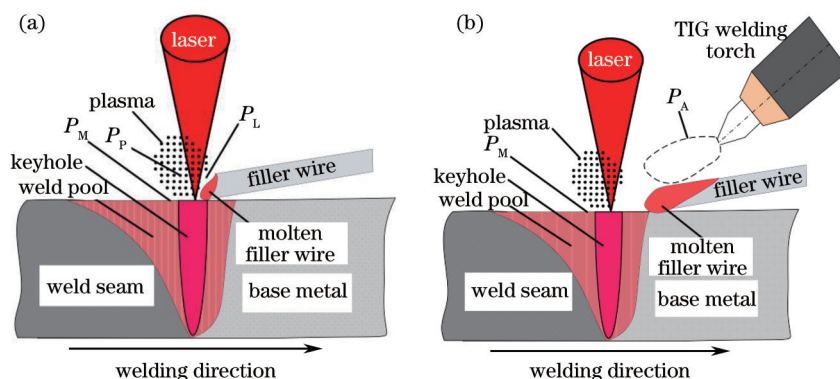 (a)
laser
plasma
P_M
P_P
P_L
keyhole
weld pool
filler wire
molten
filler wire
weld seam
base metal
welding direction
(b)
TIG welding
torch
laser
P_A
plasma
P_M
keyhole
weld pool
filler wire
molten
filler wire
weld seam
base metal
welding direction